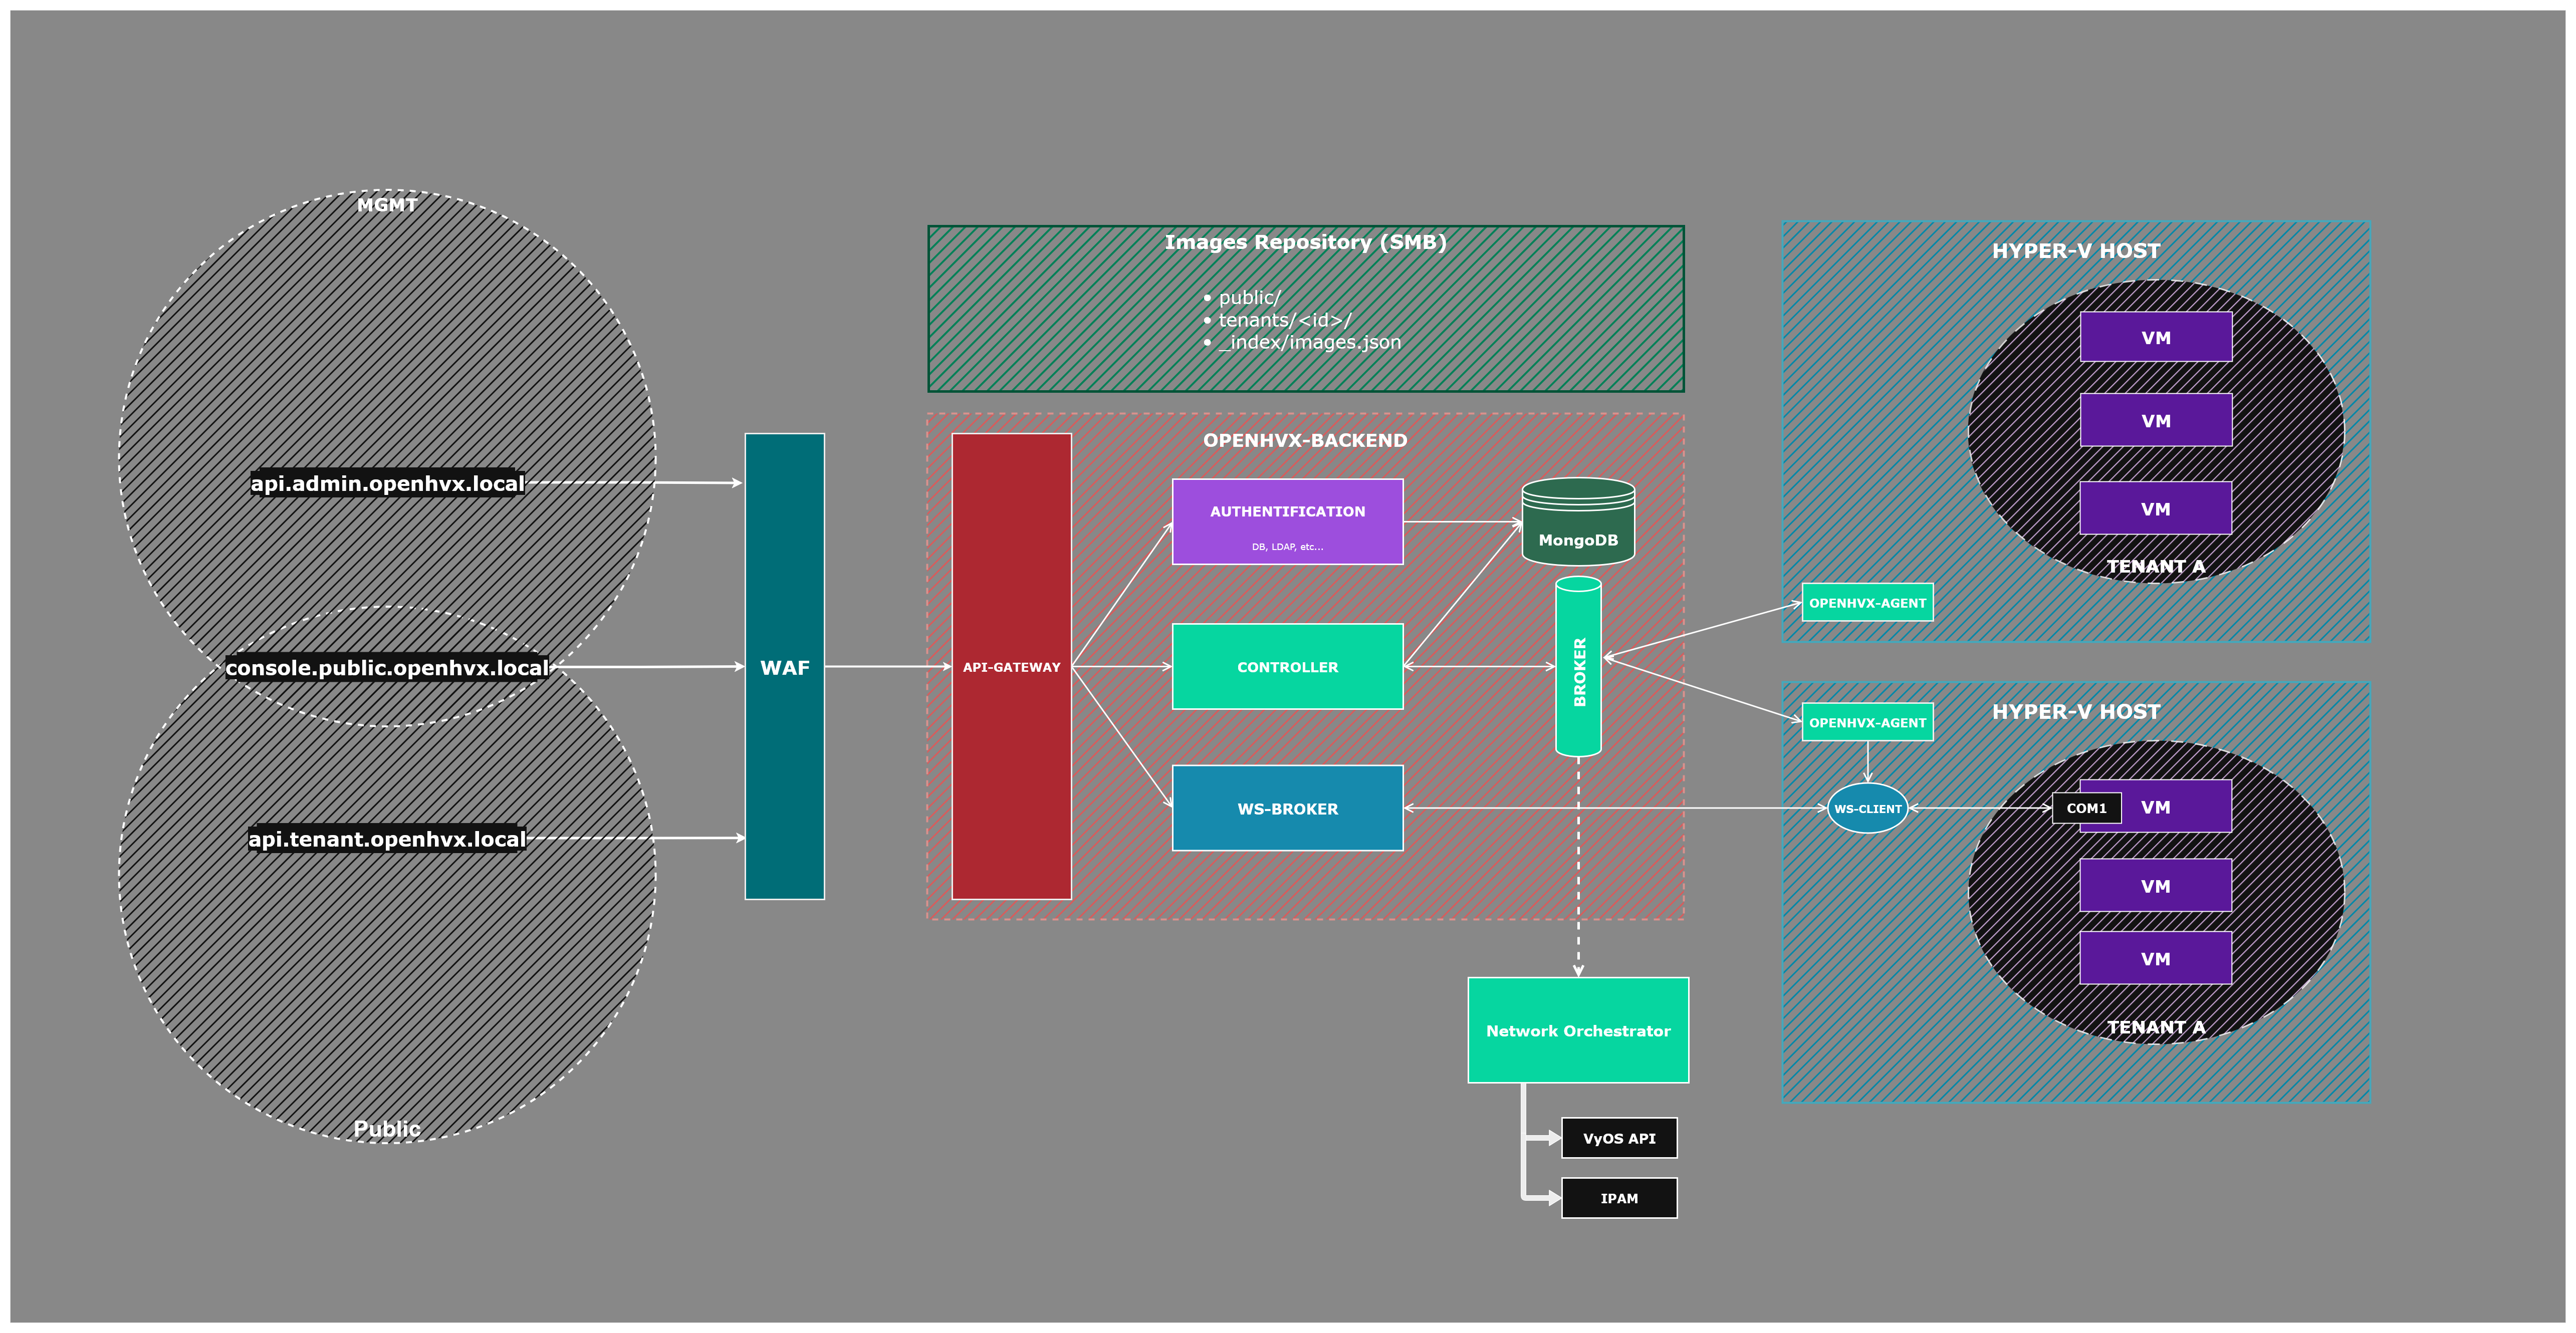 MGMT
api.admin.openhvx.local
console.public.openhvx.local
api.tenant.openhvx.local
Public
WAF
Images Repository (SMB)
• public/
• tenants/<id>/
• _index/images.json
OPENHVX-BACKEND
API-GATEWAY
AUTHENTIFICATION
DB, LDAP, etc...
CONTROLLER
WS-BROKER
MongoDB
BROKER
Network Orchestrator
VyOS API
IPAM
HYPER-V HOST
VM
VM
VM
TENANT A
OPENHVX-AGENT
HYPER-V HOST
OPENHVX-AGENT
WS-CLIENT
COM1
VM
VM
VM
TENANT A